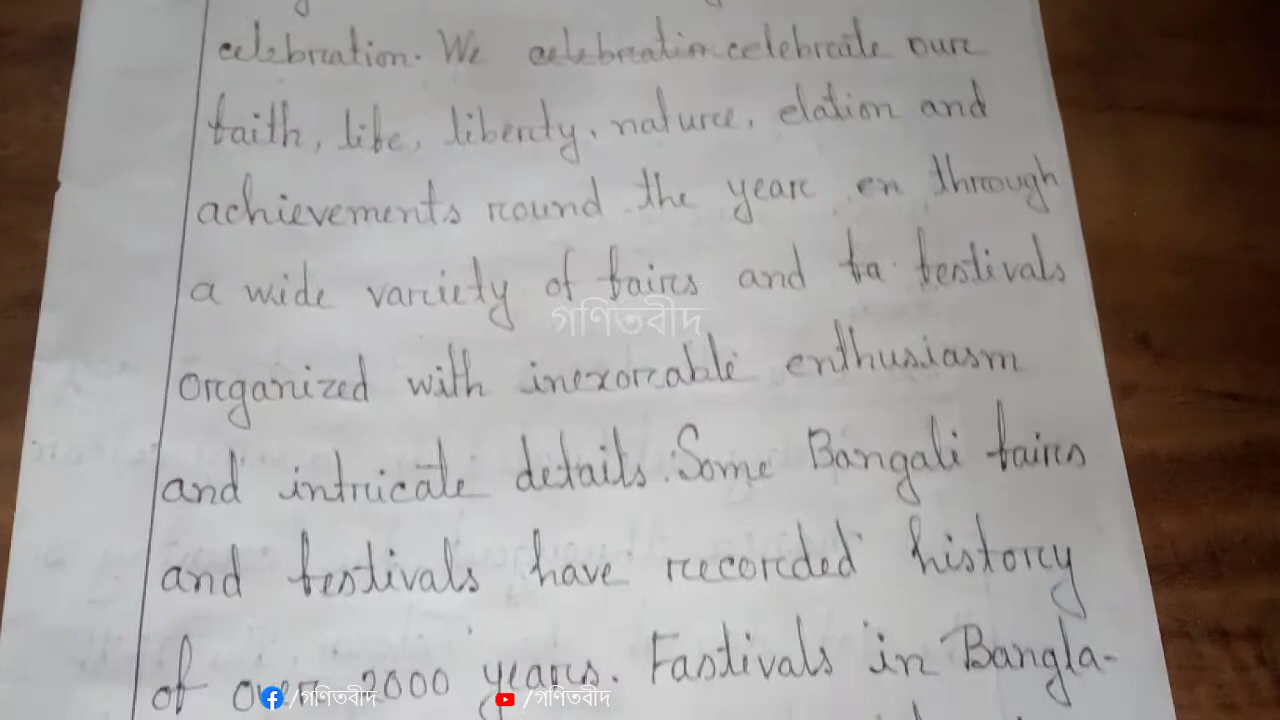 celebration. We celebration celebrate our
faith, life, liberty, nature, elation and
achievements round the year en through
a wide variety of fairs and fa festivals
গণিতবীদ
organized with inexorable enthusiasm
and intricate details. Some Bangali fairs
and festivals have recorded history
of over 2000 years. Fastivals in Bangla-
/গণিতবীদ /গণিতবীদ